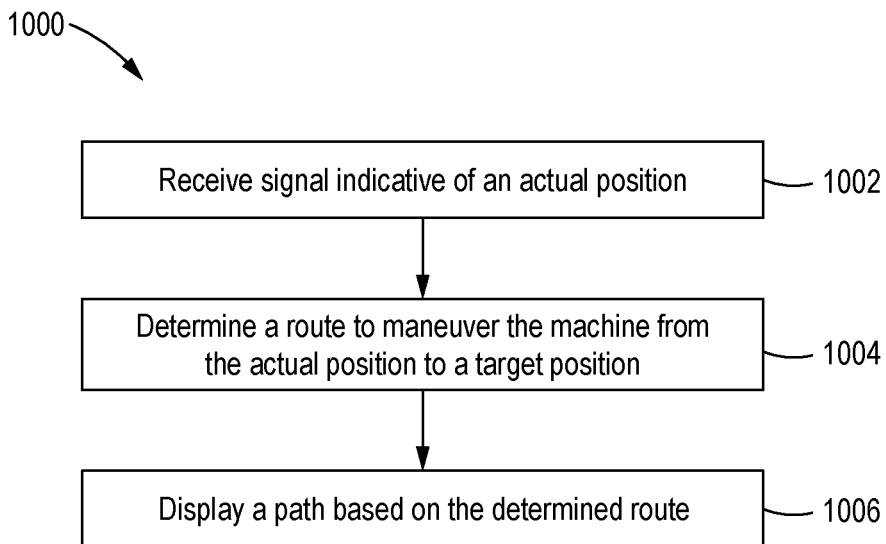 1000
Receive signal indicative of an actual position
1002
Determine a route to maneuver the machine from
the actual position to a target position
1004
Display a path based on the determined route
1006